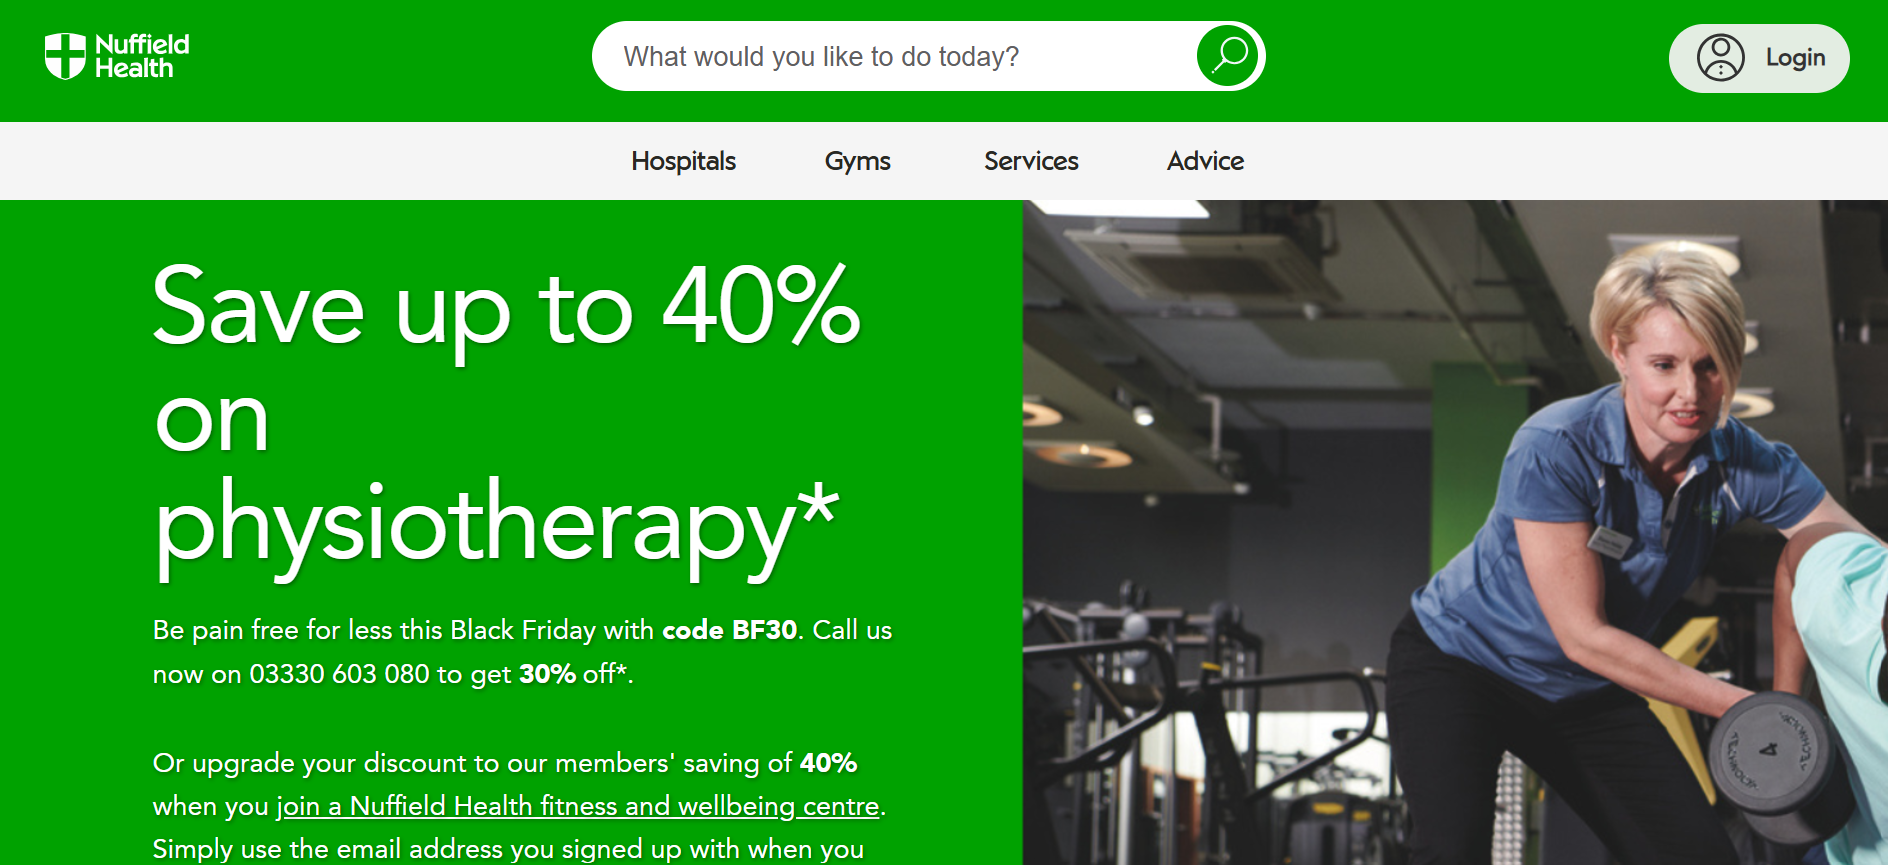 Nuffield
Health
What would you like to do today?
Login
Hospitals
Gyms
Services
Advice
Save up to 40%
on
physiotherapy*
Be pain free for less this Black Friday with code BF30. Call us
now on 03330 603 080 to get 30% off*.
Or upgrade your discount to our members' saving of 40%
when you join a Nuffield Health fitness and wellbeing centre.
Simply use the email address you signed up with when you
4